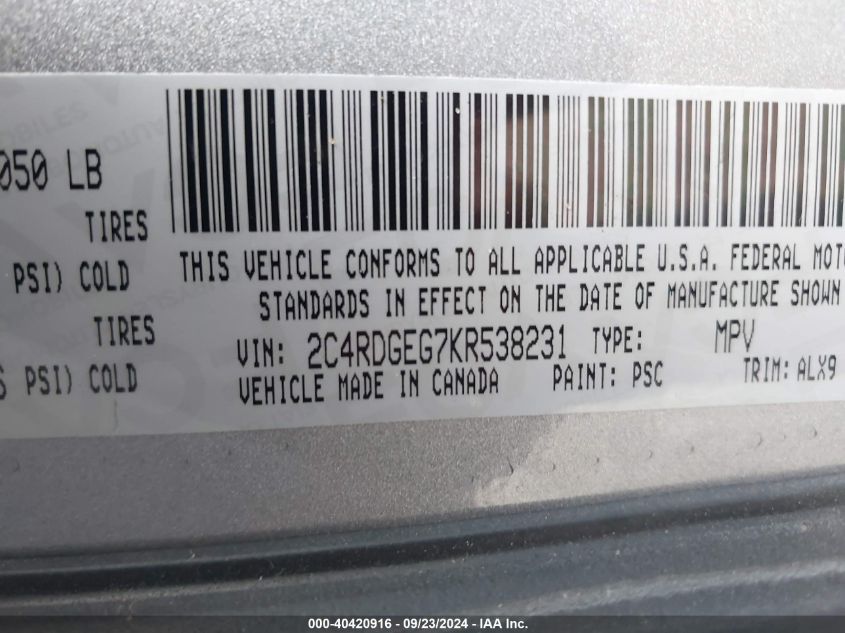 050 LB
TIRES
PSI) COLD
TIRES
PSI) COLD
THIS VEHICLE CONFORMS TO ALL APPLICABLE U.S.A. FEDERAL MOT
STANDARDS IN EFFECT ON THE DATE OF MANUFACTURE SHOWN
VIN: 2C4RDGEG7KR538231 TYPE: MPV
VEHICLE MADE IN CANADA PAINT: PSC TRIM: ALX9
000-40420916 - 09/23/2024 - IAA Inc.